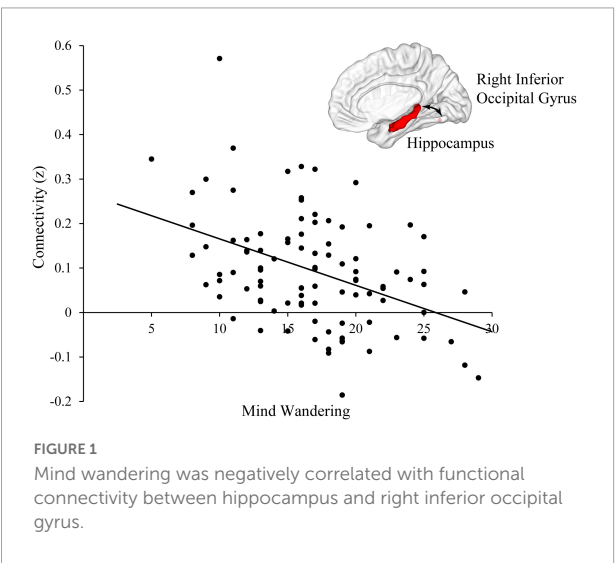 0.6
0.5
0.4
0.3
0.2
0.1
0
-0.1
-0.2
Connectivity (z)
5
10
15
20
25
30
Mind Wandering
Right Inferior
Occipital Gyrus
Hippocampus
FIGURE 1
Mind wandering was negatively correlated with functional
connectivity between hippocampus and right inferior occipital
gyrus.